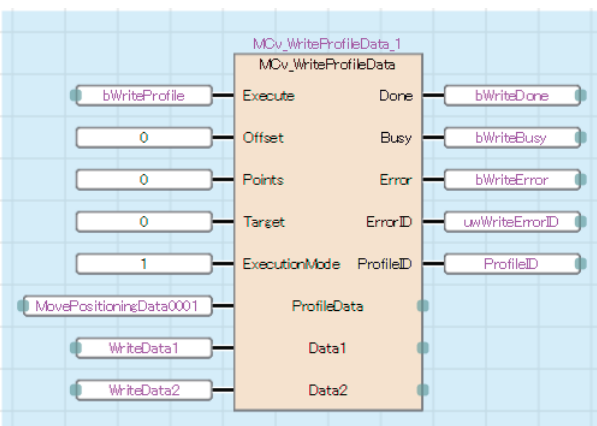 MCv_WriteProfileData_1
MCv_WriteProfileData
bWriteProfile Execute Done bWriteDone
0 Offset Busy bWriteBusy
0 Points Error bWriteError
0 Target ErrorID uwWriteErrorID
1 ExecutionMode ProfileID ProfileID
MovePositioningData0001 ProfileData
WriteData1 Data1
WriteData2 Data2